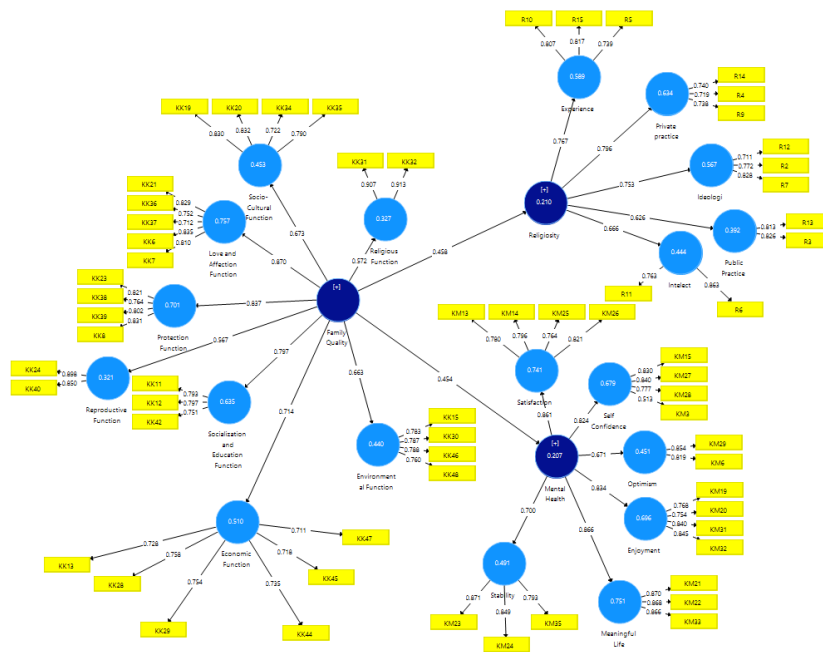 R10
R15
R5
0.807
0.817
0.739
0.589
Experience
R14
R4
R9
0.740
0.719
0.738
0.634
Private
practice
0.767
0.796
KK19
KK20
KK34
KK35
0.830
0.832
0.722
0.790
0.453
Socio-
Cultural
Function
KK31
KK32
0.907
0.913
0.327
Religious
Function
R12
R2
R7
0.711
0.772
0.828
0.567
Ideologi
0.753
[+]
0.210
Religiosity
0.626
0.666
R13
R3
0.813
0.826
0.392
Public
Practice
0.444
Intelect
0.763
0.863
R11
R6
KK21
KK36
KK37
KK6
KK7
0.829
0.752
0.712
0.835
0.810
0.757
Love and
Affection
Function
0.673
0.870
0.572
0.458
KK23
KK38
KK39
KK8
0.821
0.764
0.802
0.831
0.701
Protection
Function
0.837
[+]
Family
Quality
0.567
KK24
KK40
0.898
0.850
0.321
Reproductive
Function
KK11
KK12
KK42
0.793
0.797
0.751
0.635
Socialization
and
Education
Function
0.797
0.714
0.663
0.454
KK15
KK30
KK46
KK48
0.783
0.787
0.788
0.760
0.440
Environment
al Function
KM13
KM14
KM25
KM26
0.780
0.796
0.764
0.821
0.741
Satisfaction
0.861
KM15
KM27
KM28
KM3
0.830
0.840
0.777
0.513
0.679
Self
Confidence
0.824
[+]
0.207
Mental
Health
0.671
KM29
KM6
0.854
0.819
0.451
Optimism
0.834
KM19
KM20
KM31
KM32
0.768
0.754
0.840
0.845
0.696
Enjoyment
0.700
0.866
0.510
Economic
Function
0.728
0.758
0.754
0.735
0.718
0.711
KK13
KK28
KK29
KK44
KK45
KK47
0.491
Stability
0.871
0.849
0.793
KM23
KM24
KM35
KM21
KM22
KM33
0.870
0.868
0.866
0.751
Meaningful
Life